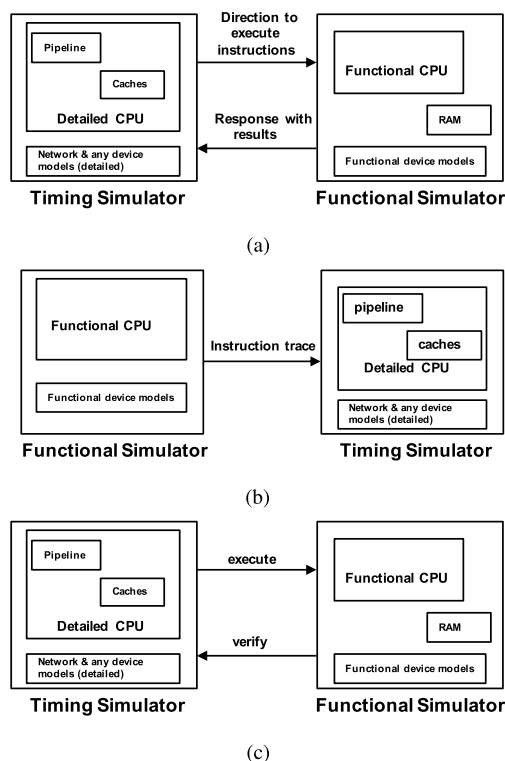 Pipeline
Caches
Detailed CPU
Network & any device
models (detailed)
Timing Simulator
Direction to
execute
instructions
Response with
results
Functional CPU
RAM
Functional device models
Functional Simulator
(a)
Functional CPU
Functional device models
Functional Simulator
Instruction trace
pipeline
caches
Detailed CPU
Network & any device
models (detailed)
Timing Simulator
(b)
Pipeline
Caches
Detailed CPU
Network & any device
models (detailed)
Timing Simulator
execute
verify
Functional CPU
RAM
Functional device models
Functional Simulator
(c)